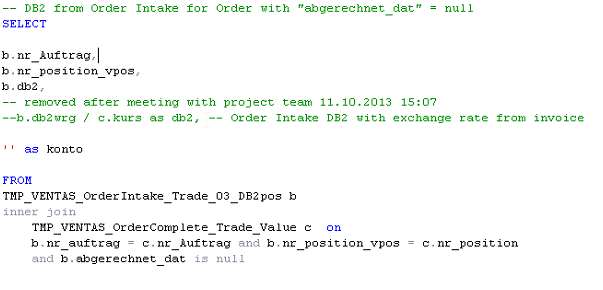 -- DB2 from Order Intake for Order with "abgerechnet_dat" = null
SELECT
b.nr_Auftrag,
b.nr_position_vpos,
b.db2,
-- removed after meeting with project team 11.10.2013 15:07
--b.db2wrg / c.kurs as db2, -- Order Intake DB2 with exchange rate from invoice
'' as konto
FROM
TMP_VENTAS_OrderIntake_Trade_03_DB2pos b
inner join
TMP_VENTAS_OrderComplete_Trade_Value c on
b.nr_auftrag = c.nr_Auftrag and b.nr_position_vpos = c.nr_position
and b.abgerechnet_dat is null